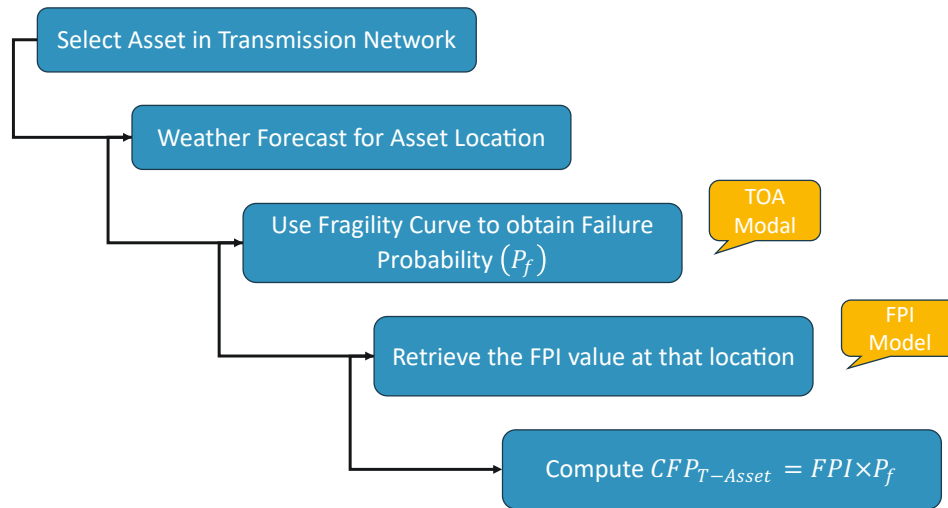 Select Asset in Transmission Network
Weather Forecast for Asset Location
TOA
Modal
Use Fragility Curve to obtain Failure
Probability (P_f)
FPI
Model
Retrieve the FPI value at that location
Compute CFP_{T−Asset} = FPI×P_f